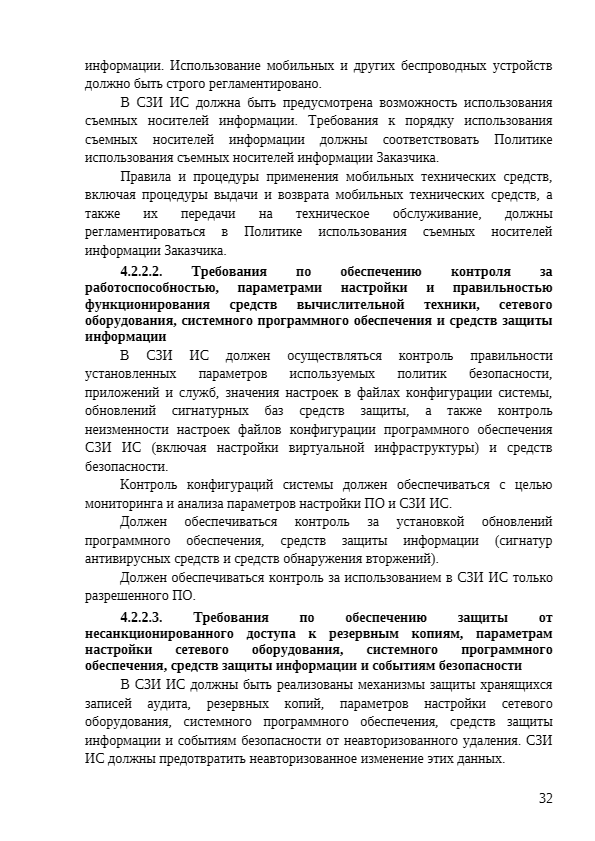 информации. Использование мобильных и других беспроводных устройств
должно быть строго регламентировано.
В СЗИ ИС должна быть предусмотрена возможность использования
съемных носителей информации. Требования к порядку использования
съемных носителей информации должны соответствовать Политике
использования съемных носителей информации Заказчика.
Правила и процедуры применения мобильных технических средств,
включая процедуры выдачи и возврата мобильных технических средств, а
также их передачи на техническое обслуживание, должны
регламентироваться в Политике использования съемных носителей
информации Заказчика.
4.2.2.2. Требования по обеспечению контроля за
работоспособностью, параметрами настройки и правильностью
функционирования средств вычислительной техники, сетевого
оборудования, системного программного обеспечения и средств защиты
информации
В СЗИ ИС должен осуществляться контроль правильности
установленных параметров используемых политик безопасности,
приложений и служб, значения настроек в файлах конфигурации системы,
обновлений сигнатурных баз средств защиты, а также контроль
неизменности настроек файлов конфигурации программного обеспечения
СЗИ ИС (включая настройки виртуальной инфраструктуры) и средств
безопасности.
Контроль конфигураций системы должен обеспечиваться с целью
мониторинга и анализа параметров настройки ПО и СЗИ ИС.
Должен обеспечиваться контроль за установкой обновлений
программного обеспечения, средств защиты информации (сигнатур
антивирусных средств и средств обнаружения вторжений).
Должен обеспечиваться контроль за использованием в СЗИ ИС только
разрешенного ПО.
4.2.2.3. Требования по обеспечению защиты от
несанкционированного доступа к резервным копиям, параметрам
настройки сетевого оборудования, системного программного
обеспечения, средств защиты информации и событиям безопасности
В СЗИ ИС должны быть реализованы механизмы защиты хранящихся
записей аудита, резервных копий, параметров настройки сетевого
оборудования, системного программного обеспечения, средств защиты
информации и событиям безопасности от неавторизованного удаления. СЗИ
ИС должны предотвратить неавторизованное изменение этих данных.
32